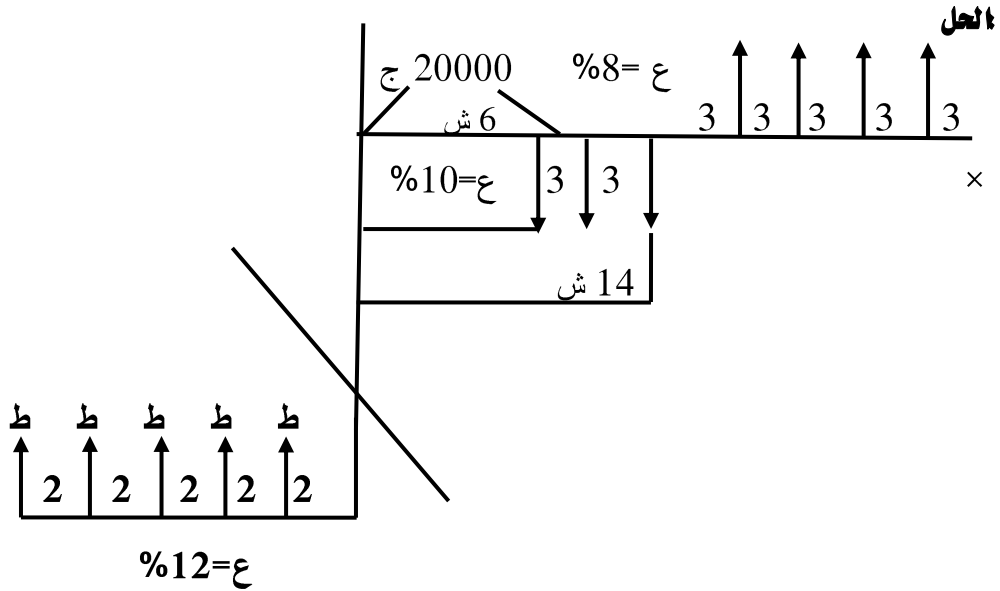 الحل:
20000 ج
ع =8%
6 ش
3 3 3 3 3
×
ع=10%
3 3
14 ش
ط ط ط ط ط
2 2 2 2 2
ع=12%